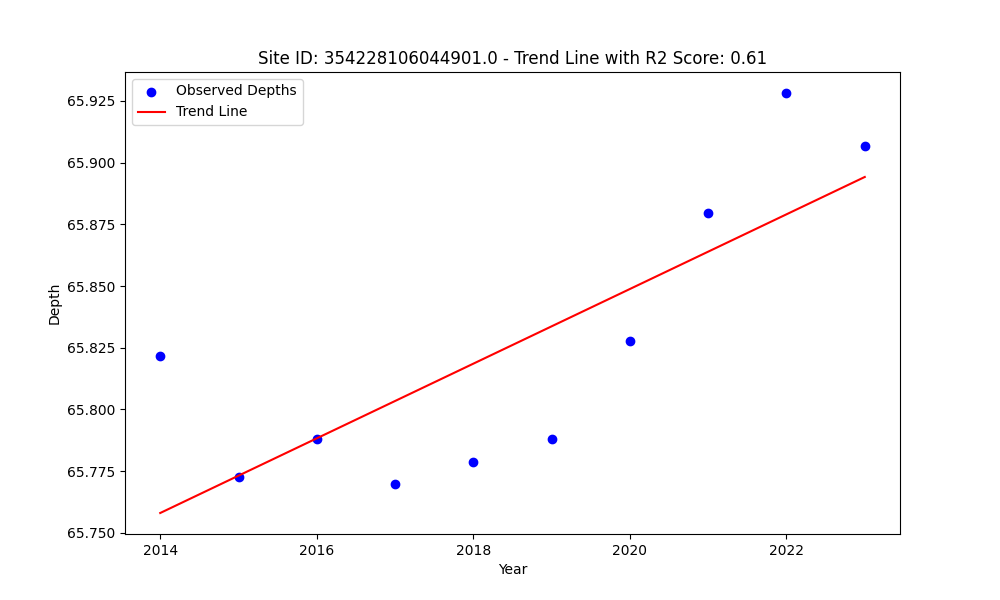 Site ID: 354228106044901.0 - Trend Line with R2 Score: 0.61
Observed Depths
Trend Line
65.925
65.900
65.875
65.850
65.825
65.800
65.775
65.750
Depth
2014
2016
2018
2020
2022
Year